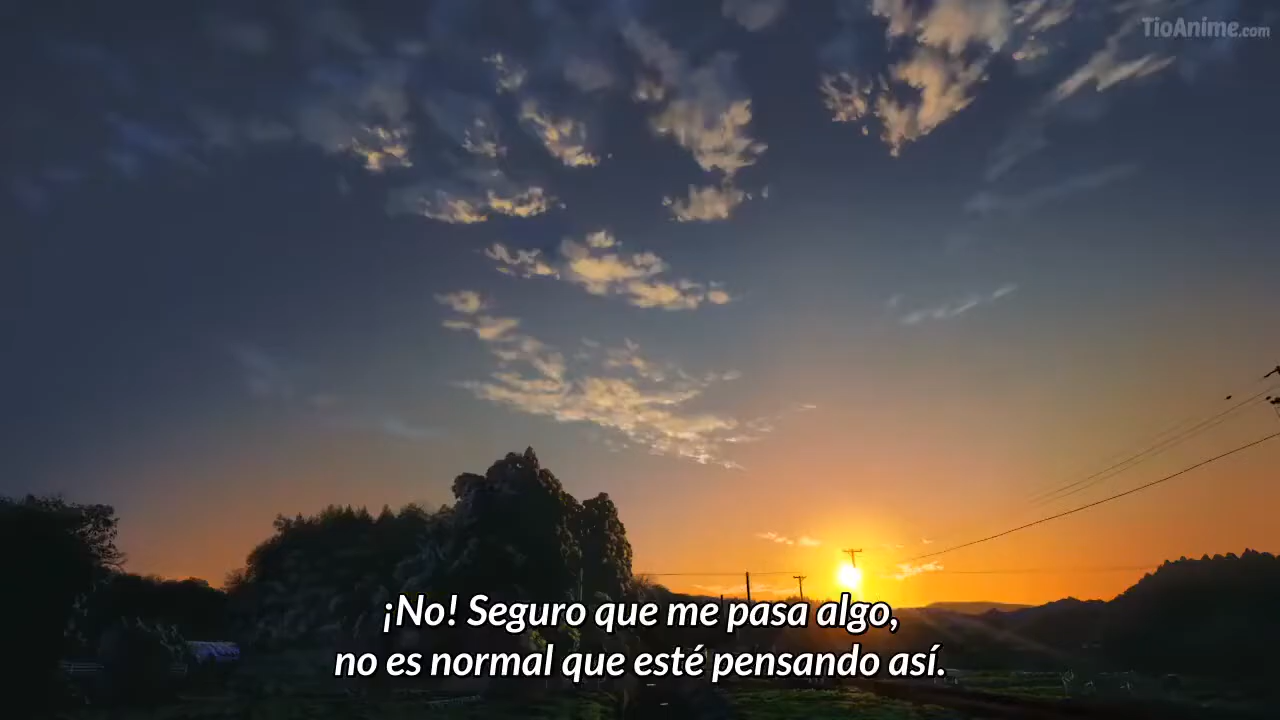 TioAnime.com
¡No! Seguro que me pasa algo,
no es normal que esté pensando así.